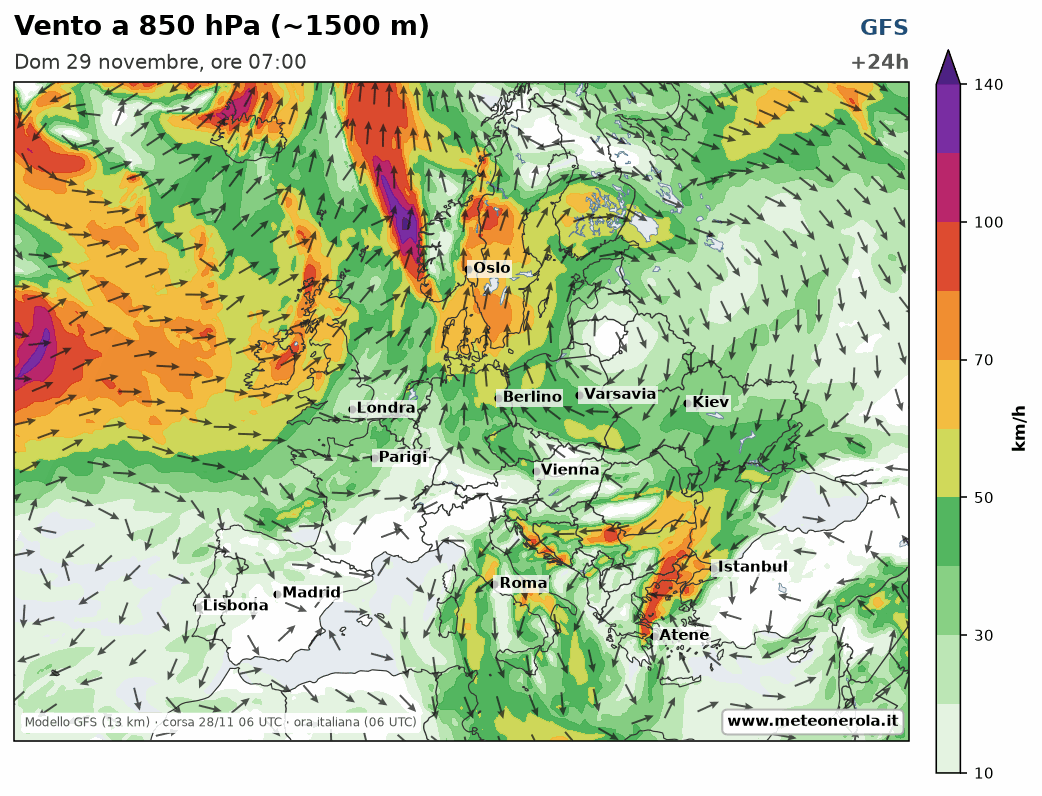 Vento a 850 hPa (~1500 m)
GFS
Dom 29 novembre, ore 07:00
+24h
140
100
70
50
30
10
km/h
Oslo
Berlino
Varsavia
Kiev
Londra
Parigi
Vienna
Istanbul
Roma
Madrid
Lisbona
Atene
Modello GFS (13 km) · corsa 28/11 06 UTC · ora italiana (06 UTC)
www.meteonerola.it